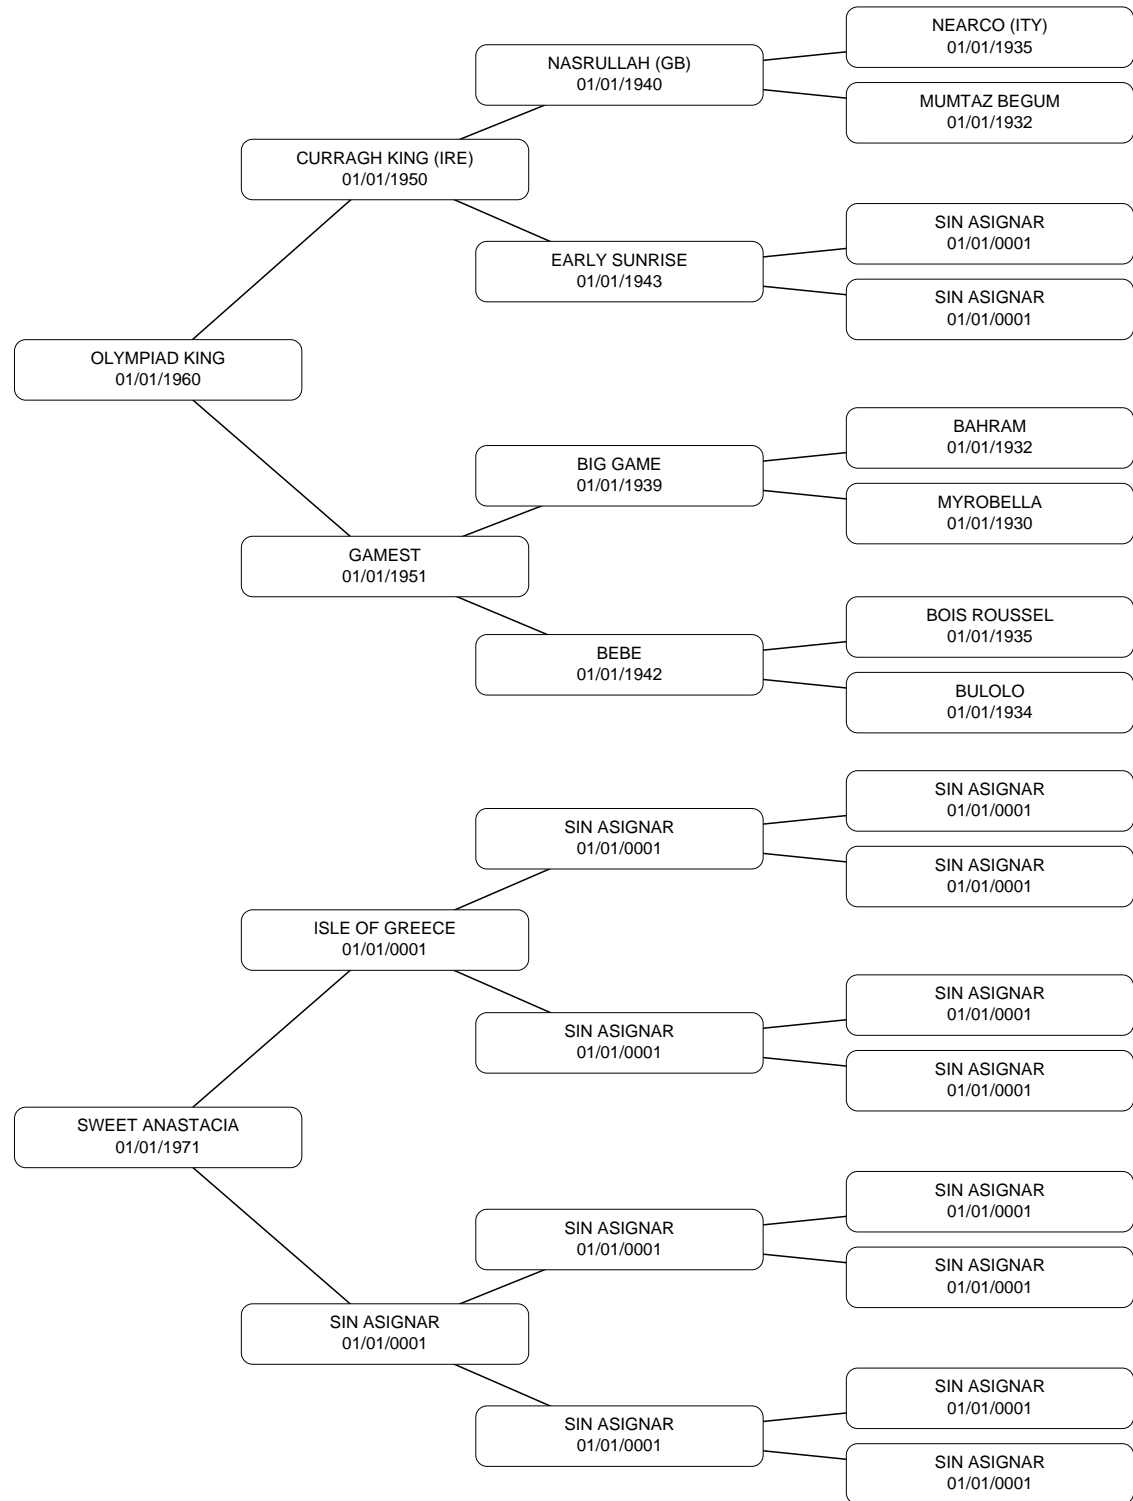 NEARCO (ITY)
01/01/1935
NASRULLAH (GB)
01/01/1940
MUMTAZ BEGUM
01/01/1932
CURRAGH KING (IRE)
01/01/1950
SIN ASIGNAR
01/01/0001
EARLY SUNRISE
01/01/1943
SIN ASIGNAR
01/01/0001
OLYMPIAD KING
01/01/1960
BAHRAM
01/01/1932
BIG GAME
01/01/1939
MYROBELLA
01/01/1930
GAMEST
01/01/1951
BOIS ROUSSEL
01/01/1935
BEBE
01/01/1942
BULOLO
01/01/1934
SIN ASIGNAR
01/01/0001
SIN ASIGNAR
01/01/0001
SIN ASIGNAR
01/01/0001
ISLE OF GREECE
01/01/0001
SIN ASIGNAR
01/01/0001
SIN ASIGNAR
01/01/0001
SIN ASIGNAR
01/01/0001
SWEET ANASTACIA
01/01/1971
SIN ASIGNAR
01/01/0001
SIN ASIGNAR
01/01/0001
SIN ASIGNAR
01/01/0001
SIN ASIGNAR
01/01/0001
SIN ASIGNAR
01/01/0001
SIN ASIGNAR
01/01/0001
SIN ASIGNAR
01/01/0001